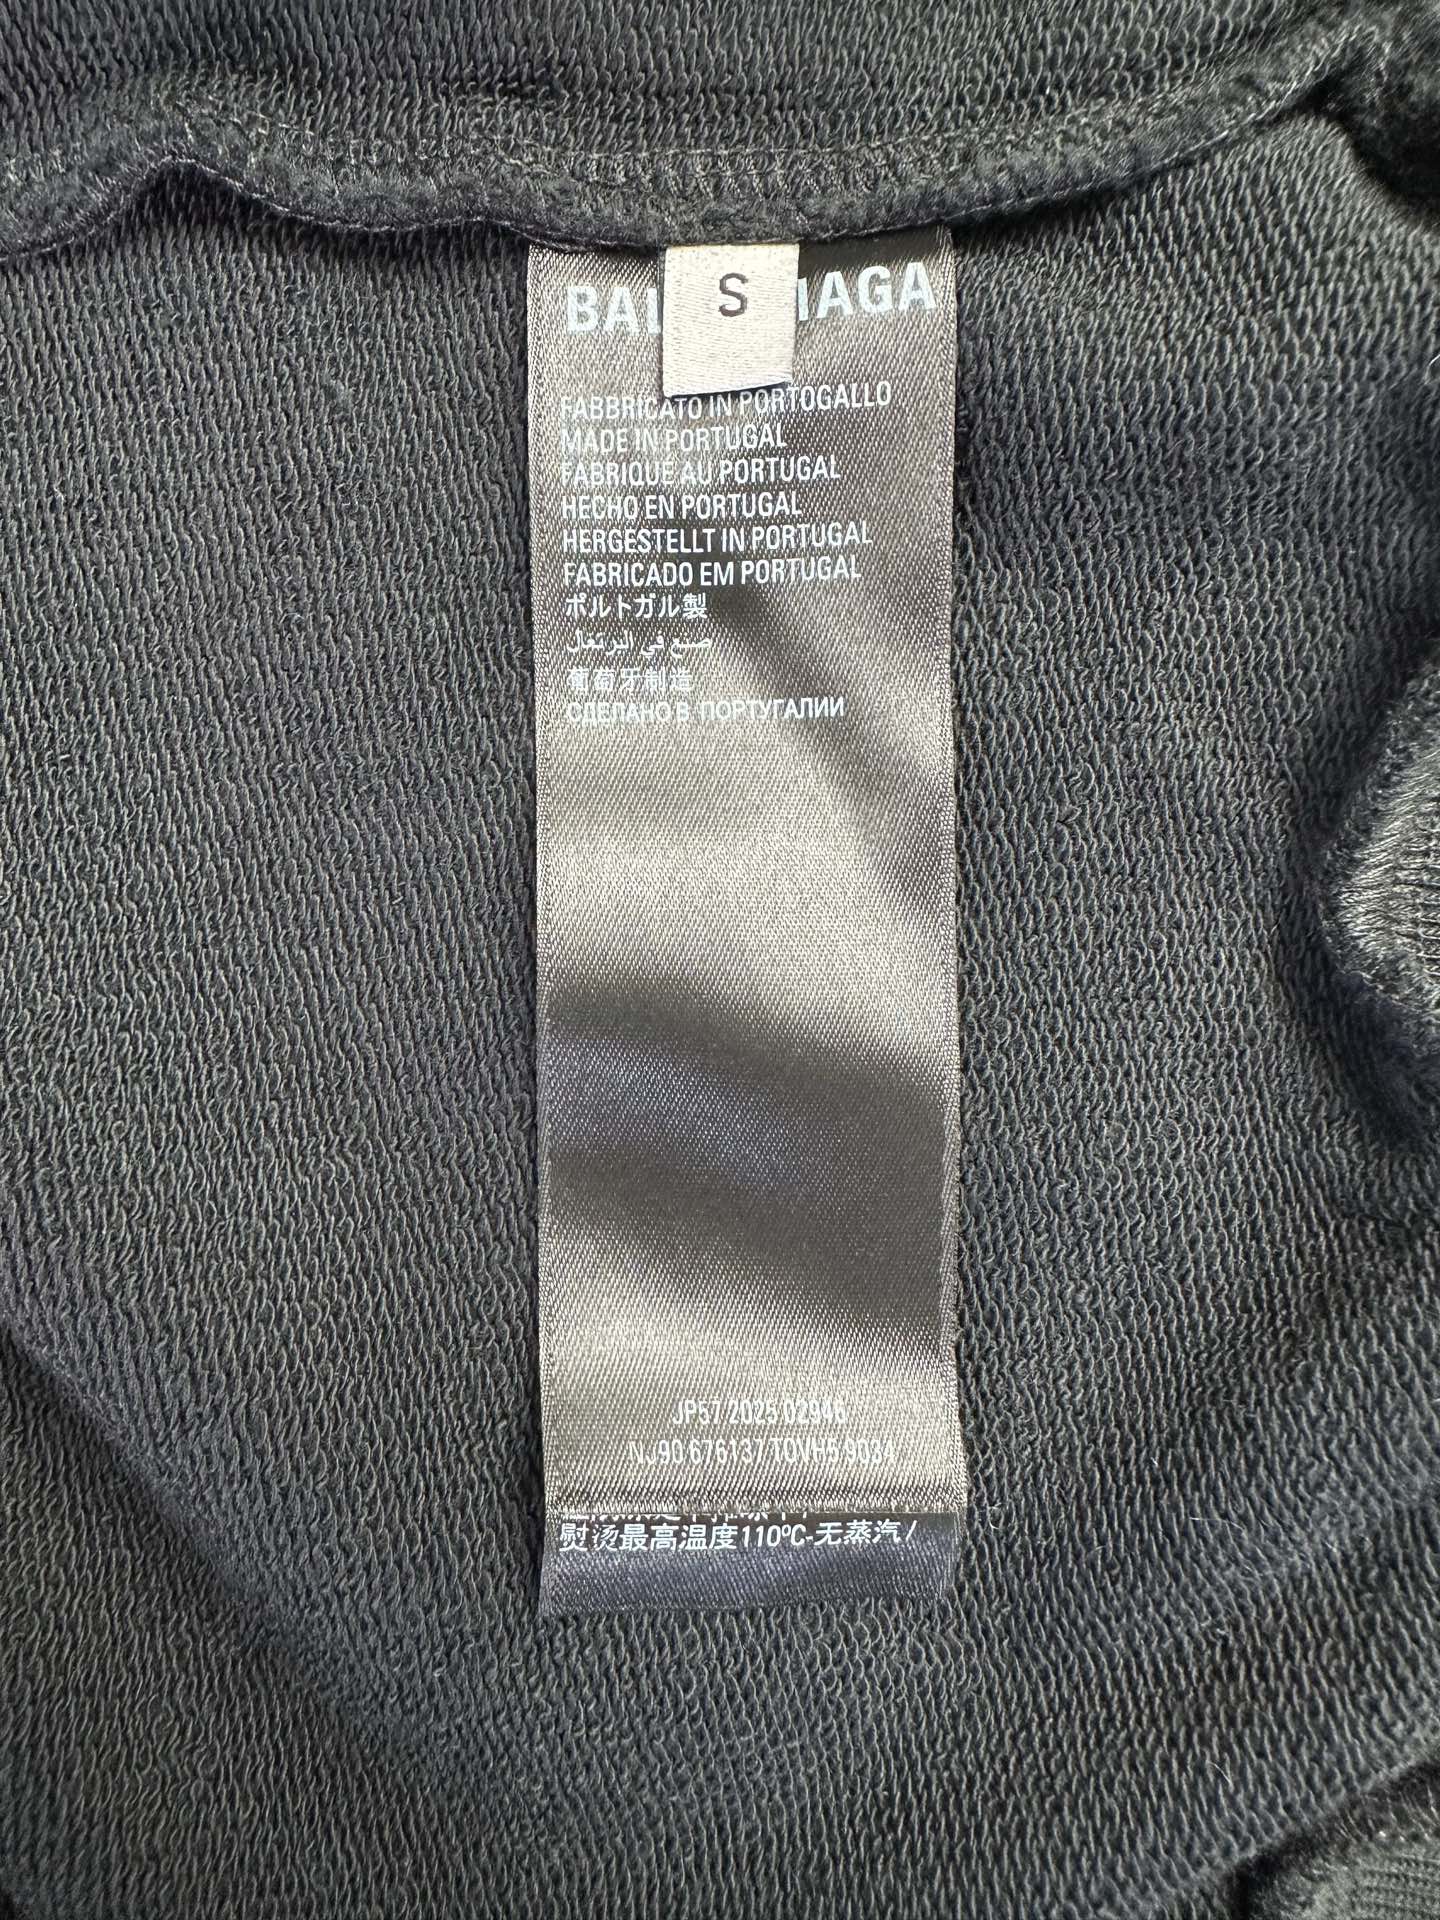 S
BAL IAGA
FABBRICATO IN PORTOGALLO
MADE IN PORTUGAL
FABRIQUÉ AU PORTUGAL
HECHO EN PORTUGAL
HERGESTELLT IN PORTUGAL
FABRICADO EM PORTUGAL
ポルトガル製
صنع في البرتغال
葡萄牙制造
СДЕЛАНО В ПОРТУГАЛИИ
JP57 2025 02946
NJ90 676137 TQVH5 9034
熨烫最高温度110ºC-无蒸汽/